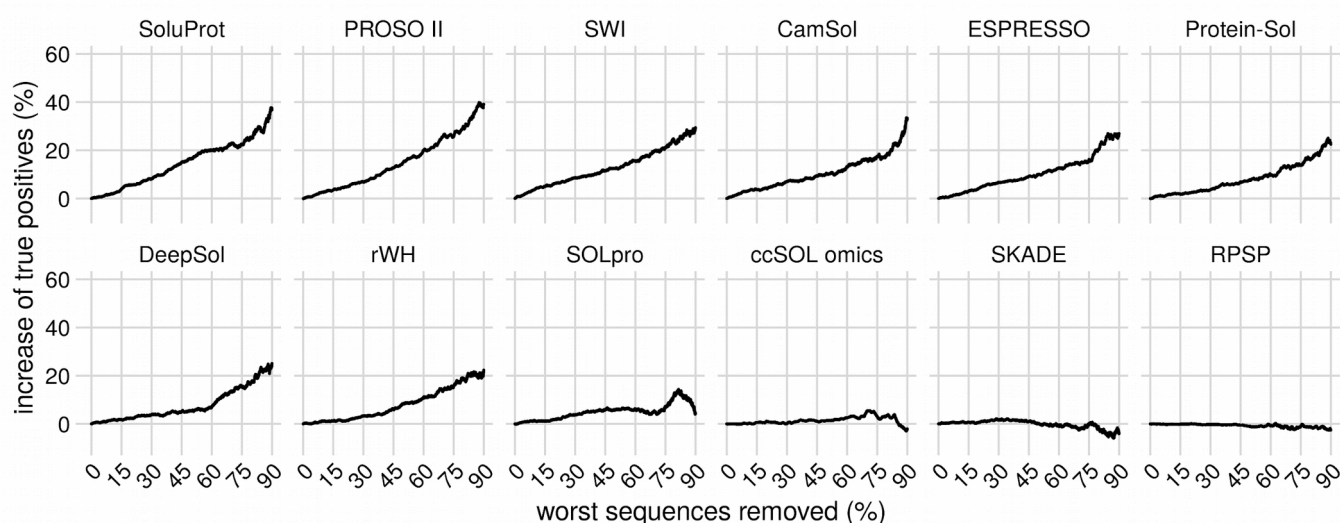 SoluProt PROSO II SWI CamSol ESPRESSO Protein-Sol
60
40
20
0
DeepSol rWH SOLpro ccSOL omics SKADE RPSP
60
40
20
0
increase of true positives (%)
0 15 30 45 60 75 90 0 15 30 45 60 75 90 0 15 30 45 60 75 90 0 15 30 45 60 75 90 0 15 30 45 60 75 90 0 15 30 45 60 75 90
worst sequences removed (%)